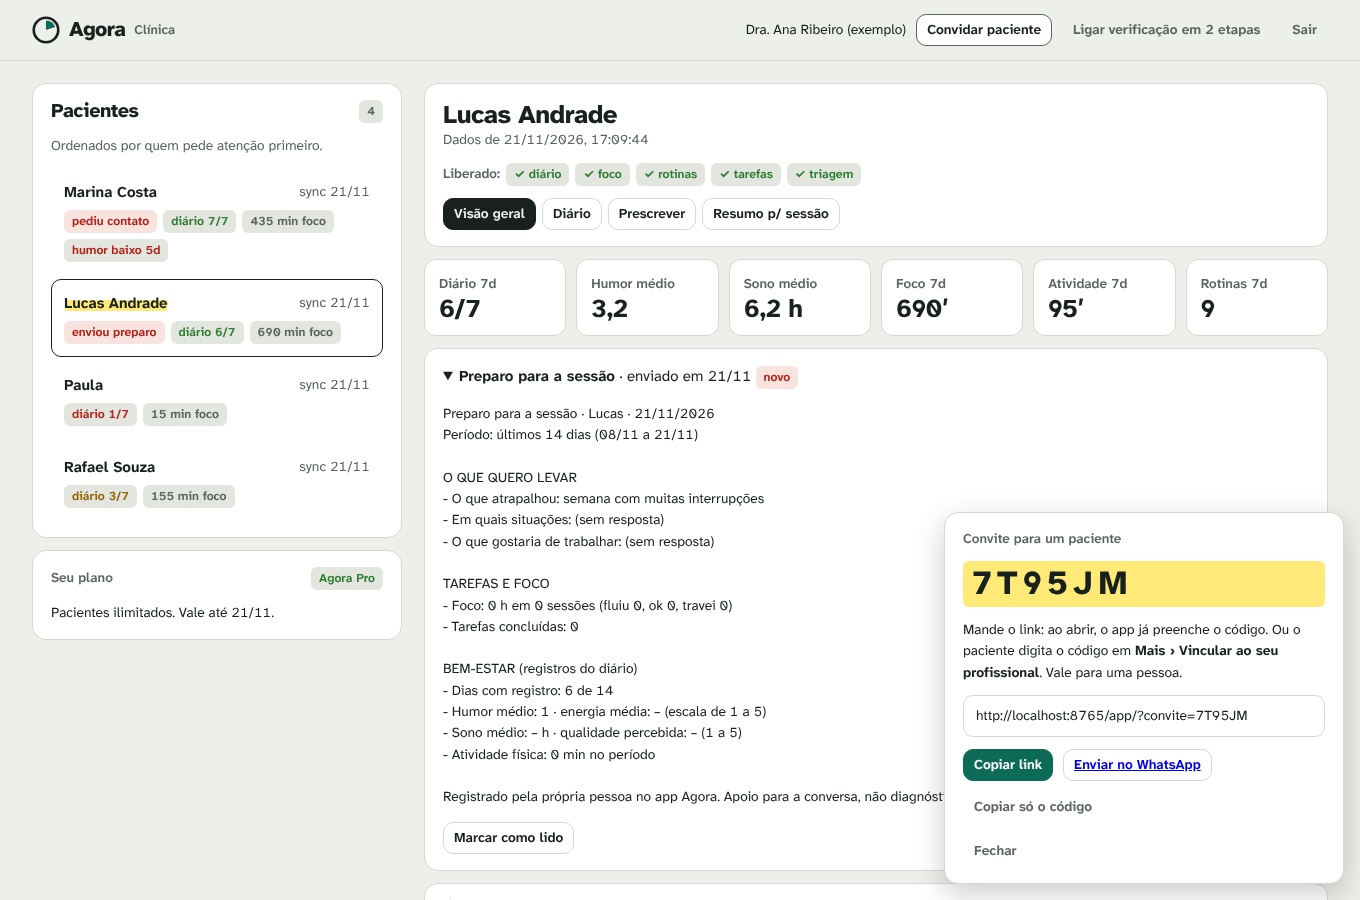 Agora Clínica
Dra. Ana Ribeiro (exemplo) Convidar paciente Ligar verificação em 2 etapas Sair
Pacientes 4
Ordenados por quem pede atenção primeiro.
Marina Costa sync 21/11
pediu contato diário 7/7 435 min foco
humor baixo 5d
Lucas Andrade sync 21/11
enviou preparo diário 6/7 690 min foco
Paula sync 21/11
diário 1/7 15 min foco
Rafael Souza sync 21/11
diário 3/7 155 min foco
Seu plano Agora Pro
Pacientes ilimitados. Vale até 21/11.
Lucas Andrade
Dados de 21/11/2026, 17:09:44
Liberado: ✓ diário ✓ foco ✓ rotinas ✓ tarefas ✓ triagem
Visão geral Diário Prescrever Resumo p/ sessão
Diário 7d Humor médio Sono médio Foco 7d Atividade 7d Rotinas 7d
6/7 3,2 6,2 h 690′ 95′ 9
▼ Preparo para a sessão · enviado em 21/11 novo
Preparo para a sessão · Lucas · 21/11/2026
Período: últimos 14 dias (08/11 a 21/11)
O QUE QUERO LEVAR
- O que atrapalhou: semana com muitas interrupções
- Em quais situações: (sem resposta)
- O que gostaria de trabalhar: (sem resposta)
TAREFAS E FOCO
- Foco: 0 h em 0 sessões (fluiu 0, ok 0, travei 0)
- Tarefas concluídas: 0
BEM-ESTAR (registros do diário)
- Dias com registro: 6 de 14
- Humor médio: 1 · energia média: – (escala de 1 a 5)
- Sono médio: – h · qualidade percebida: – (1 a 5)
- Atividade física: 0 min no período
Registrado pela própria pessoa no app Agora. Apoio para a conversa, não
Marcar como lido
Convite para um paciente
7T95JM
Mande o link: ao abrir, o app já preenche o código. Ou o
paciente digita o código em Mais › Vincular ao seu
profissional. Vale para uma pessoa.
http://localhost:8765/app/?convite=7T95JM
Copiar link Enviar no WhatsApp
Copiar só o código
Fechar